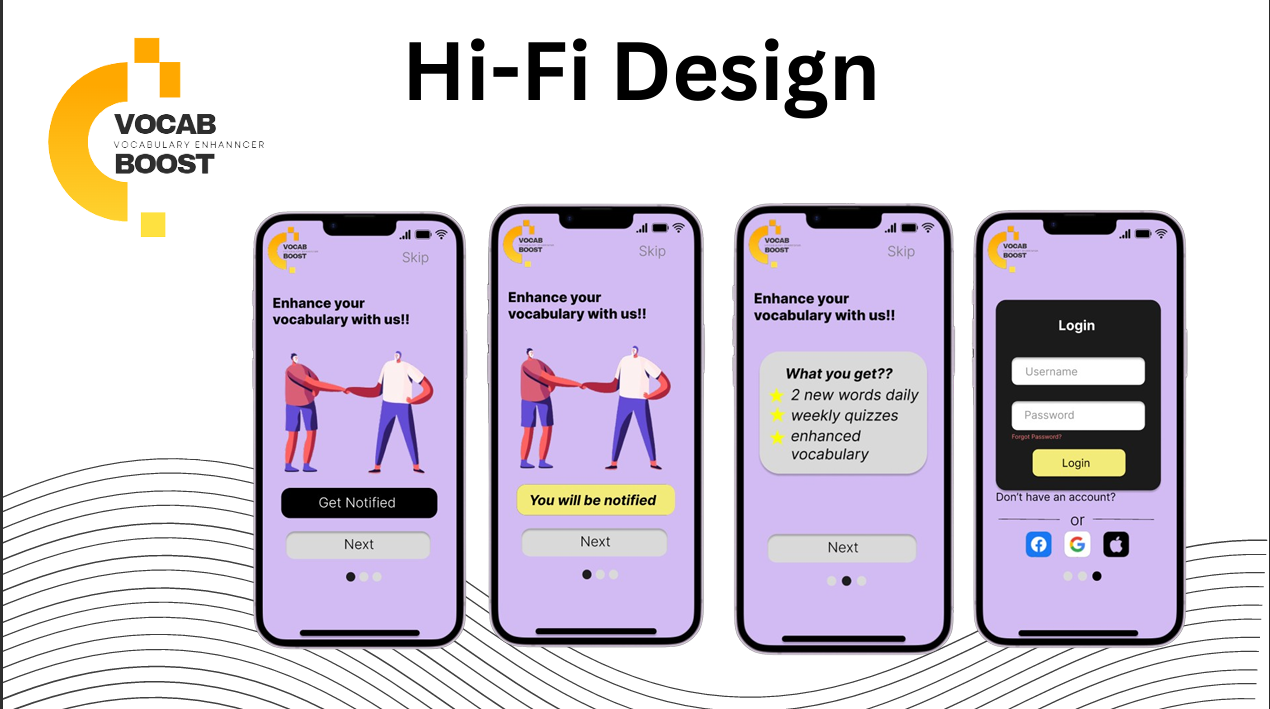 Hi-Fi Design
VOCAB
VOCABULARY ENHANNCER
BOOST
VOCAB
BOOST
Skip
Enhance your
vocabulary with us!!
Get Notified
Next
VOCAB
BOOST
Skip
Enhance your
vocabulary with us!!
You will be notified
Next
VOCAB
BOOST
Skip
Enhance your
vocabulary with us!!
What you get??
2 new words daily
weekly quizzes
enhanced
vocabulary
Next
VOCAB
BOOST
Login
Username
Password
Forgot Password?
Login
Don't have an account?
or